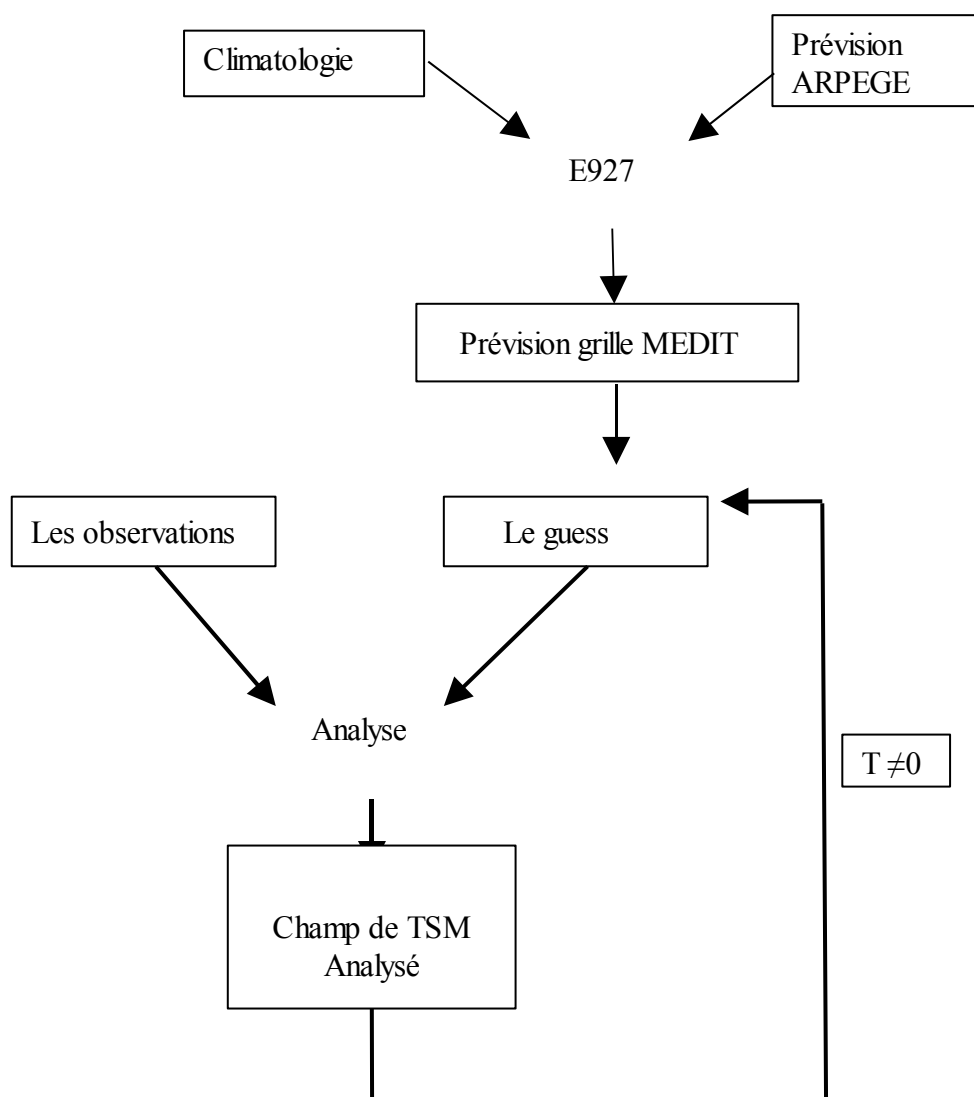 Climatologie
Prévision
ARPEGE
E927
Prévision grille MEDIT
Les observations
Le guess
Analyse
T ≠0
Champ de TSM
Analysé